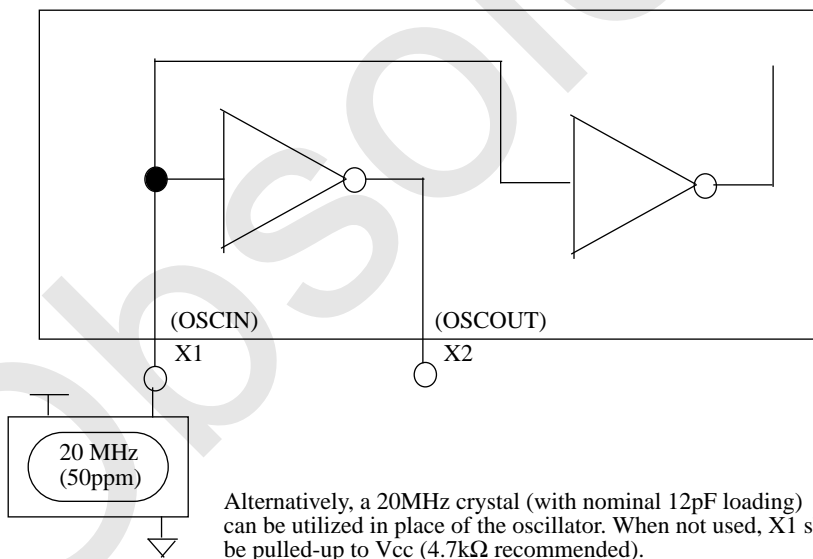 Obsole
(OSCIN)
(OSCOUT)
X1
X2
20 MHz
(50ppm)
Alternatively, a 20MHz crystal (with nominal 12pF loading)
can be utilized in place of the oscillator. When not used, X1 s
be pulled-up to Vcc (4.7kΩ recommended).